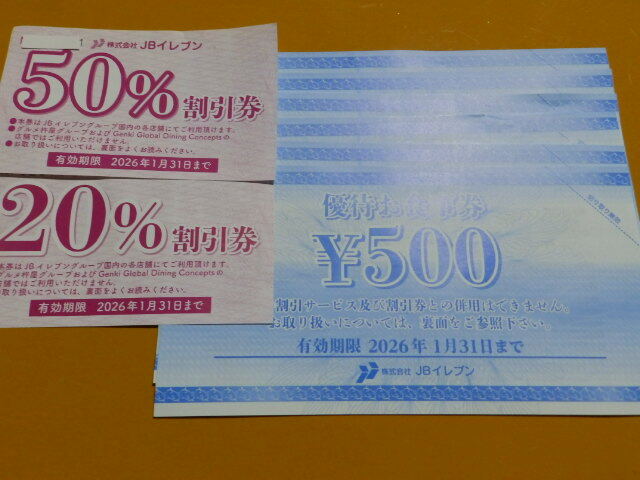 株式会社 JBイレブン
50%割引券
●本券はJBイレブングループ国内の各店舗にてご利用頂けます。
●グルメ杵屋グループおよびGenki Global Dining Conceptsの
店舗ではご利用いただけません。
●お取り扱いについては、裏面をよくお読みください。
有効期限 2026年1月31日まで
20%割引券
本券はJBイレブングループ国内の各店舗にてご利用頂けます。
グルメ杵屋グループおよびGenki Global Dining Conceptsの
店舗ではご利用いただけません。
お取り扱いについては、裏面をよくお読みください。
有効期限 2026年1月31日まで
優待お食事券
¥500
切り取り無効
割引サービス及び割引券との併用はできません。
お取り扱いについては、裏面をご参照下さい。
有効期限 2026年1月31日まで
株式会社 JBイレブン